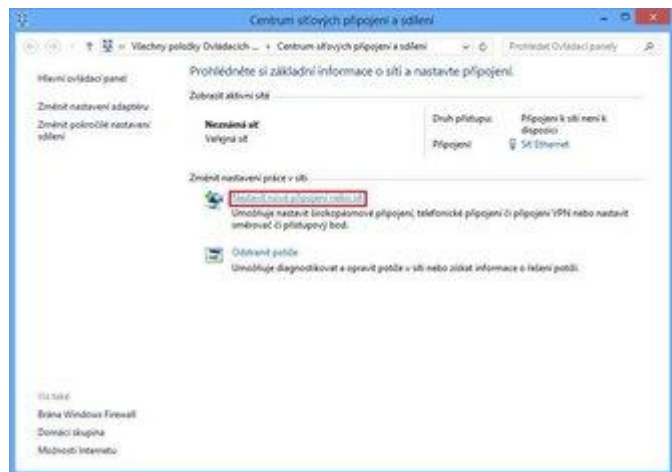 Centrum síťových připojení a sdílení
« Všechny položky Ovládacích ... › Centrum síťových připojení a sdílení
Prohledat Ovládací panely
Hlavní ovládací panel
Změnit nastavení adaptéru
Změnit pokročilé nastavení
sdílení
Prohlédněte si základní informace o síti a nastavte připojení.
Zobrazit aktivní sítě
Neznámá síť
Veřejná síť
Druh přístupu: Připojení k síti není k
dispozici
Připojení: Síť Ethernet
Změnit nastavení práce v síti
Nastavit nové připojení nebo síť
Umožňuje nastavit širokopásmové připojení, telefonické připojení či připojení VPN nebo nastavit
směrovač či přístupový bod.
Odstranit potíže
Umožňuje diagnostikovat a opravit potíže v síti nebo získat informace o řešení potíží.
Viz také
Brána Windows Firewall
Domácí skupina
Možnosti Internetu